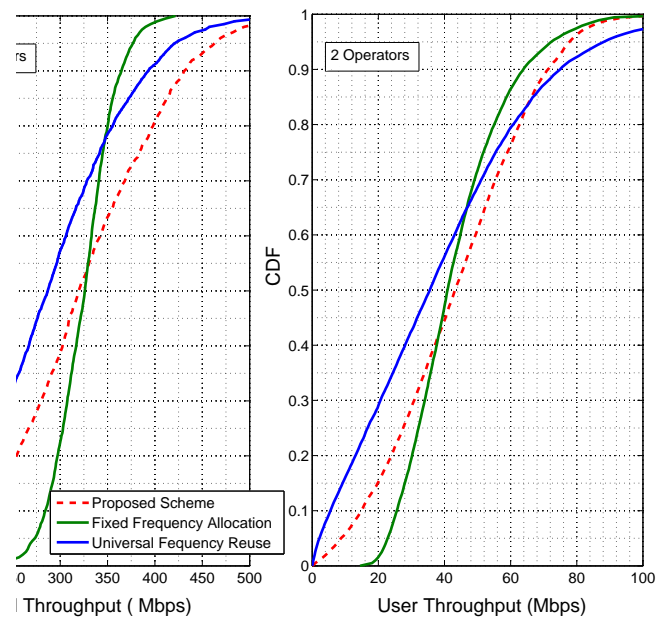 rs
2 Operators
1
0.9
0.8
0.7
0.6
0.5
0.4
0.3
0.2
0.1
0
CDF
Proposed Scheme
Fixed Frequency Allocation
Universal Fequency Reuse
0 300 350 400 450 500
0 20 40 60 80 100
l Throughput ( Mbps)
User Throughput (Mbps)